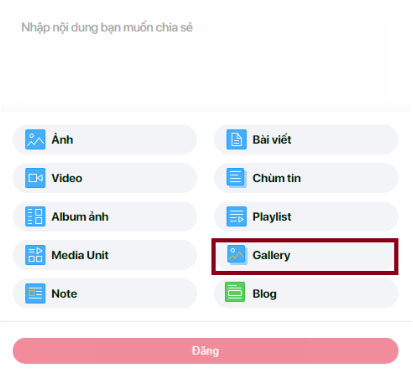 Nhập nội dung bạn muốn chia sẻ
Ảnh
Bài viết
Video
Chùm tin
Album ảnh
Playlist
Media Unit
Gallery
Note
Blog
Đăng